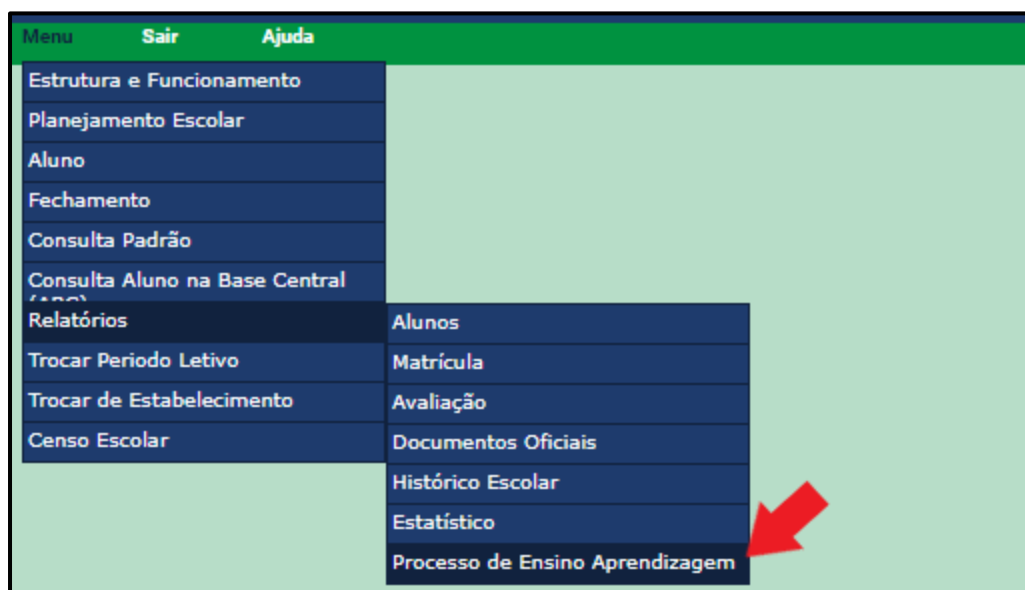 Menu Sair Ajuda
Estrutura e Funcionamento
Planejamento Escolar
Aluno
Fechamento
Consulta Padrão
Consulta Aluno na Base Central
Relatórios
Trocar Periodo Letivo
Trocar de Estabelecimento
Censo Escolar
Alunos
Matrícula
Avaliação
Documentos Oficiais
Histórico Escolar
Estatístico
Processo de Ensino Aprendizagem